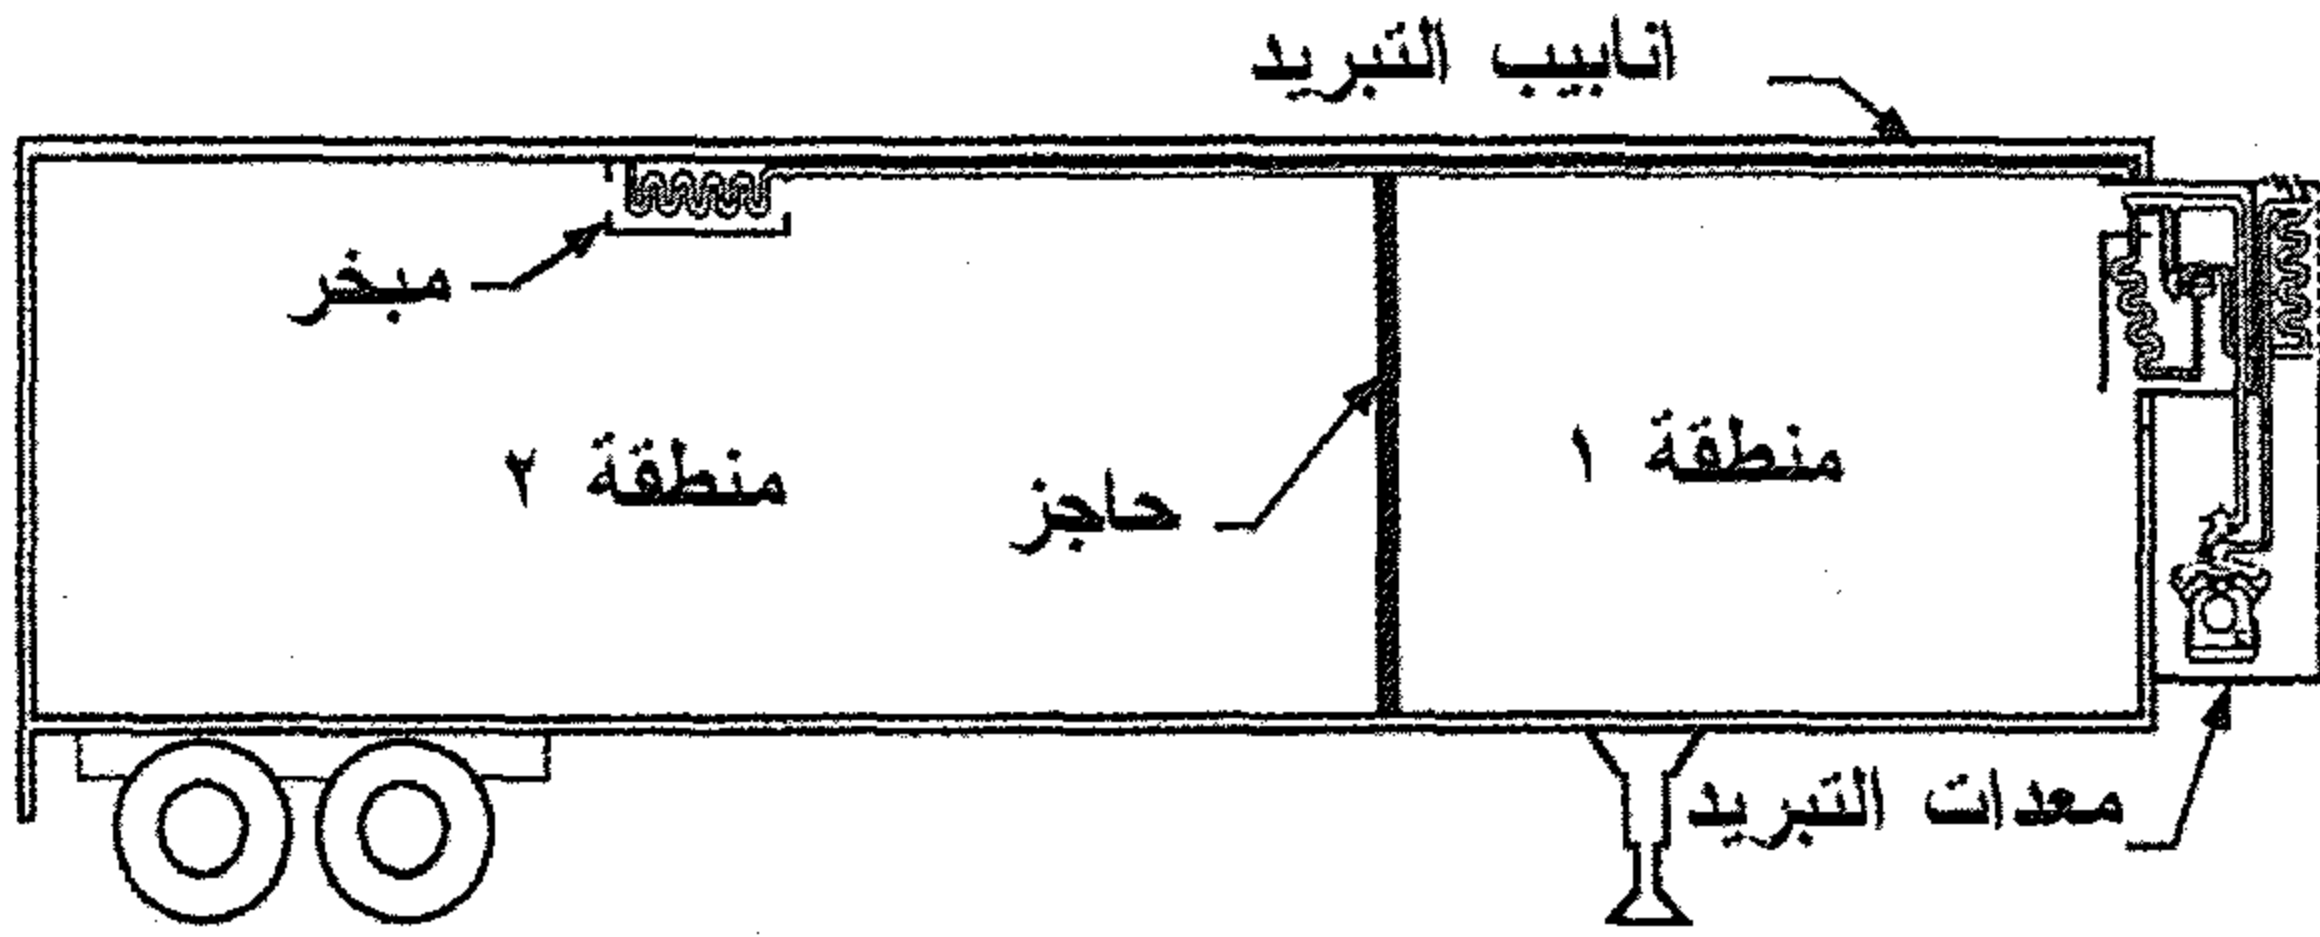 انابيب التبريد
مبخر
منطقة ١
منطقة ٢
حاجز
معدات التبريد